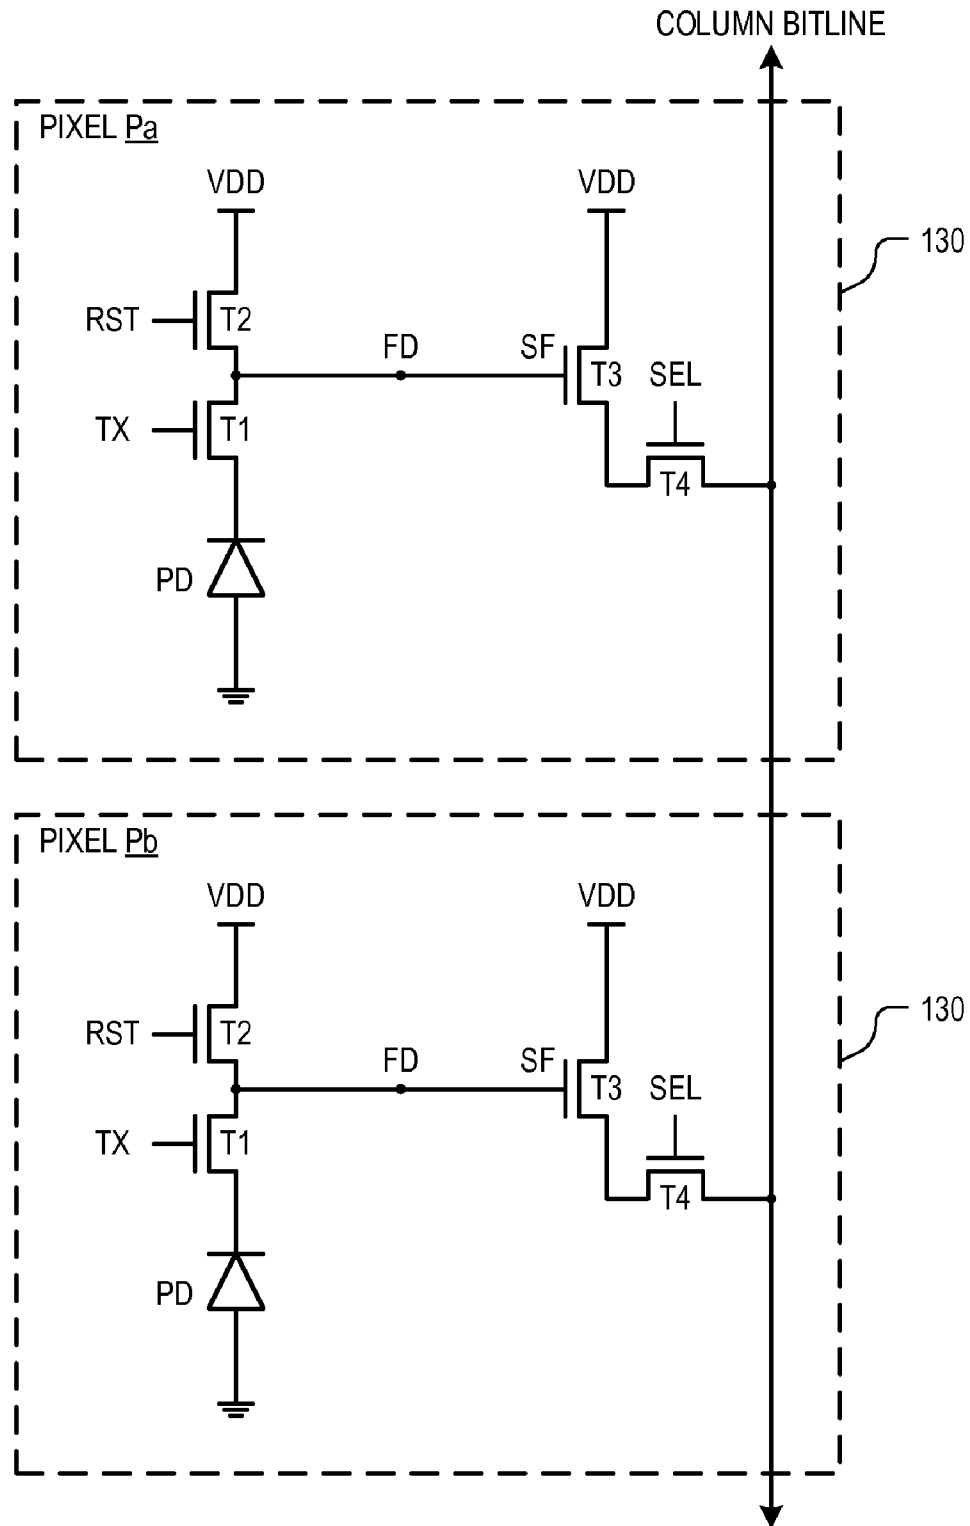 COLUMN BITLINE
PIXEL Pa
VDD
VDD
130
RST
T2
FD
SF
T3
SEL
TX
T1
T4
PD
PIXEL Pb
VDD
VDD
130
RST
T2
FD
SF
T3
SEL
TX
T1
T4
PD